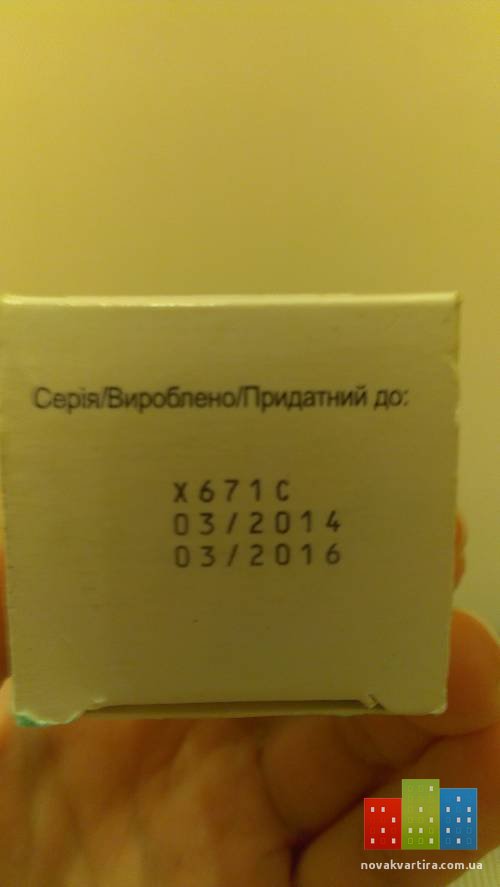 Серія/Вироблено/Придатний до:
X671C
03/2014
03/2016
novakvartira.com.ua